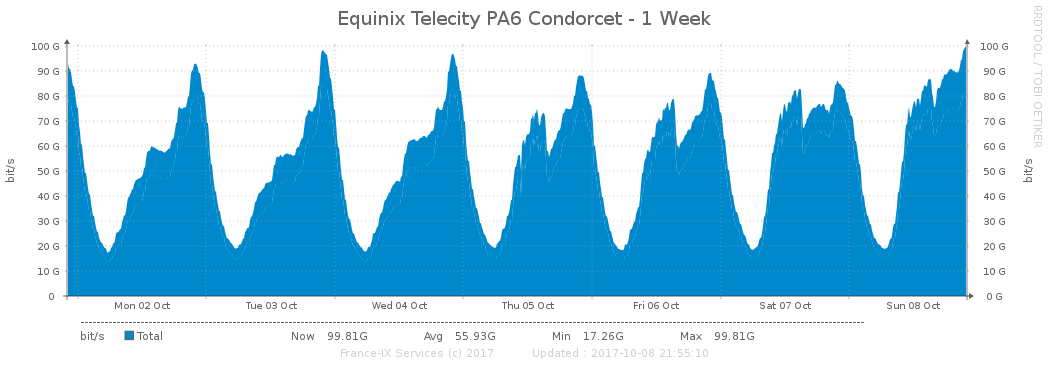 Equinix Telecity PA6 Condorcet - 1 Week
RRDTOOL / TOBI OETIKER
100 G 100 G
90 G 90 G
80 G 80 G
70 G 70 G
60 G 60 G
50 G 50 G
40 G 40 G
30 G 30 G
20 G 20 G
10 G 10 G
0 0 G
bit/s bit/s
Mon 02 Oct Tue 03 Oct Wed 04 Oct Thu 05 Oct Fri 06 Oct Sat 07 Oct Sun 08 Oct
bit/s Total Now 99.81G Avg 55.93G Min 17.26G Max 99.81G
France-IX Services (c) 2017 Updated : 2017-10-08 21:55:10